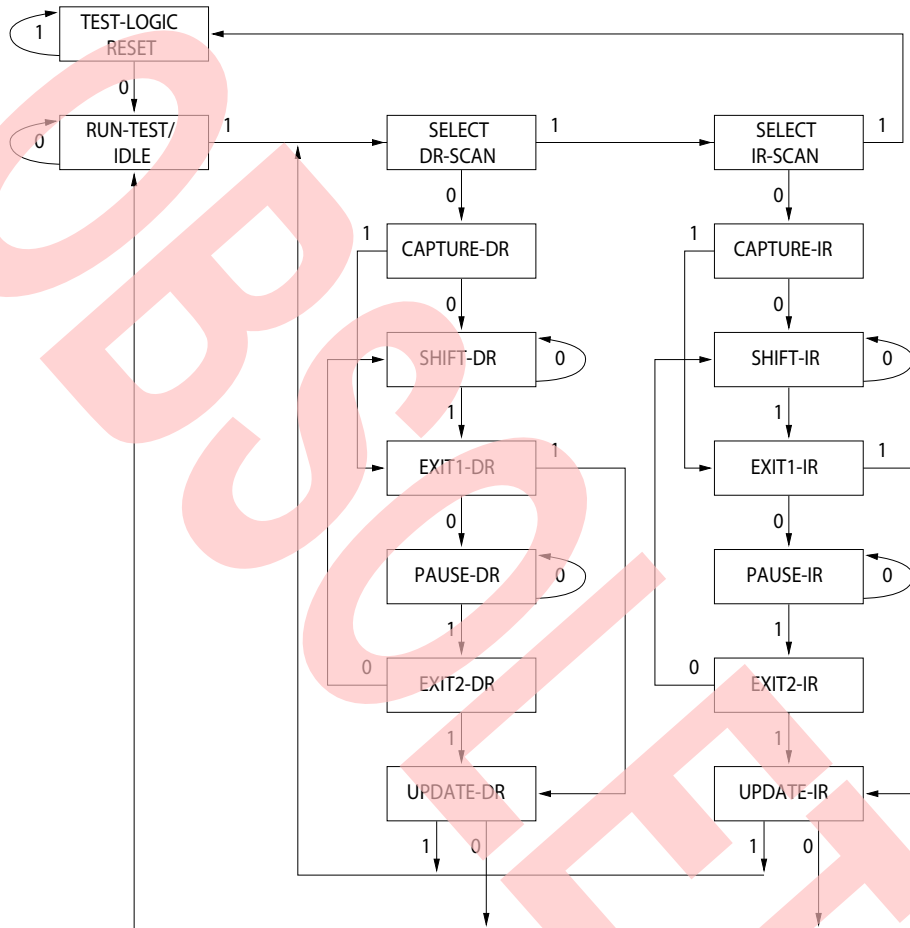 TEST-LOGIC
RESET
1
0
RUN-TEST/
IDLE
0
1
SELECT
DR-SCAN
1
SELECT
IR-SCAN
1
0
0
1
CAPTURE-DR
1
CAPTURE-IR
0
0
SHIFT-DR
0
SHIFT-IR
0
1
1
EXIT1-DR
1
EXIT1-IR
1
0
0
PAUSE-DR
0
PAUSE-IR
0
1
1
0
EXIT2-DR
0
EXIT2-IR
1
1
UPDATE-DR
UPDATE-IR
1
0
1
0
OBSOLET